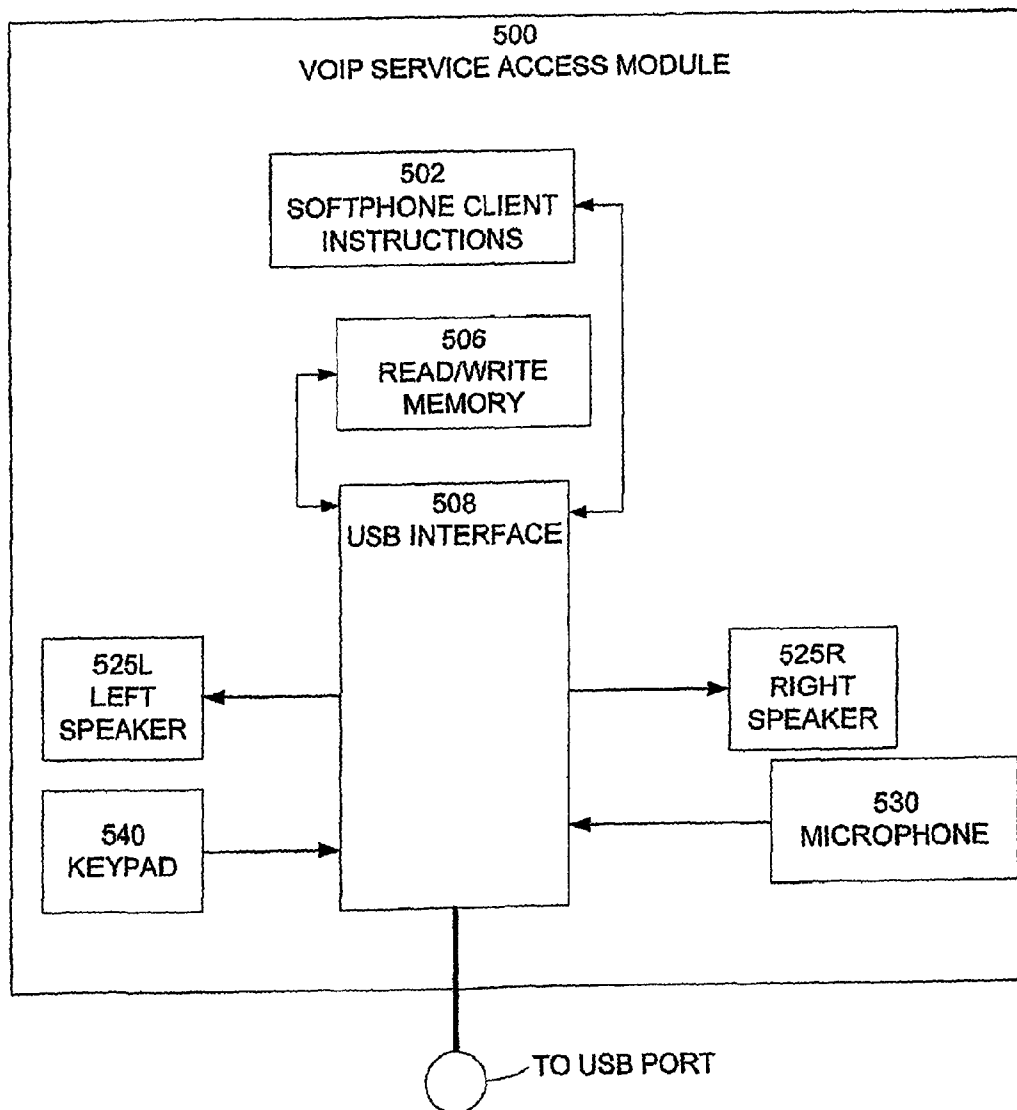 500
VOIP SERVICE ACCESS MODULE
502
SOFTPHONE CLIENT
INSTRUCTIONS
506
READ/WRITE
MEMORY
508
USB INTERFACE
525L
LEFT
SPEAKER
525R
RIGHT
SPEAKER
540
KEYPAD
530
MICROPHONE
TO USB PORT